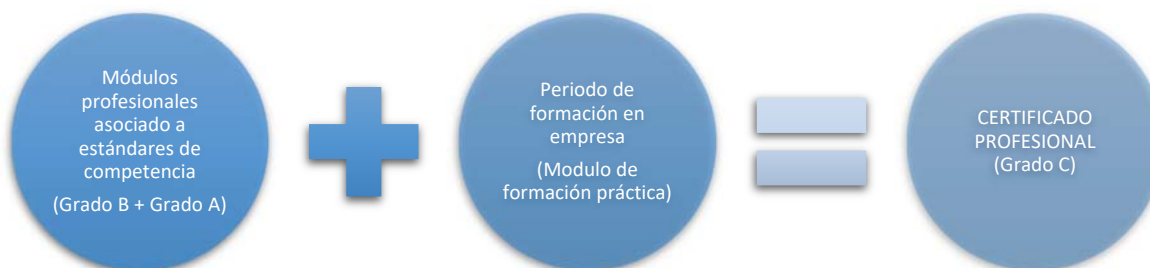 Módulos
profesionales
asociado a
estándares de
competencia
(Grado B + Grado A)
Periodo de
formación en
empresa
(Modulo de
formación práctica)
CERTIFICADO
PROFESIONAL
(Grado C)